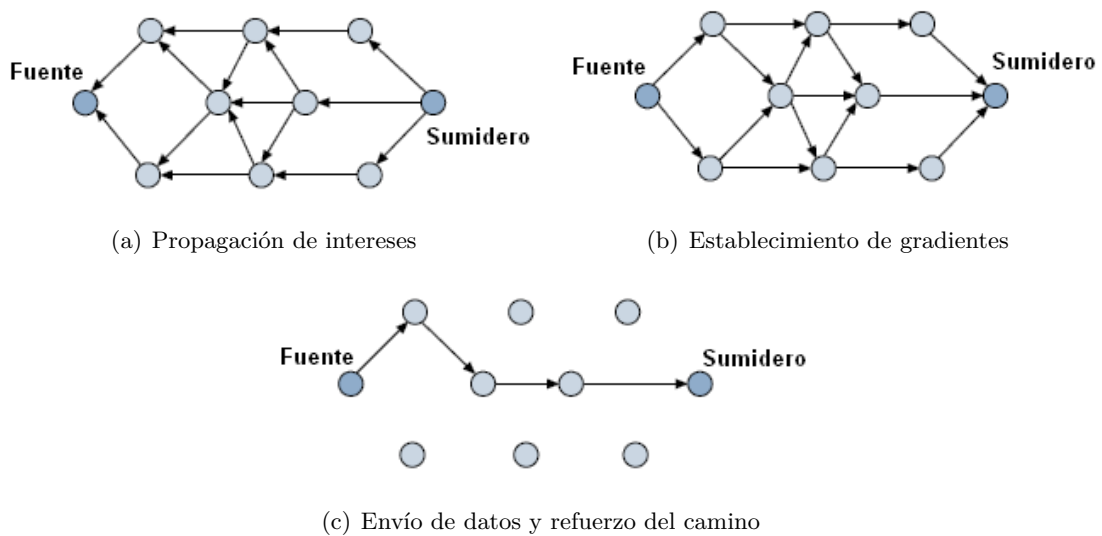 Fuente
Sumidero
(a) Propagación de intereses
Fuente
Sumidero
(b) Establecimiento de gradientes
Fuente
Sumidero
(c) Envío de datos y refuerzo del camino